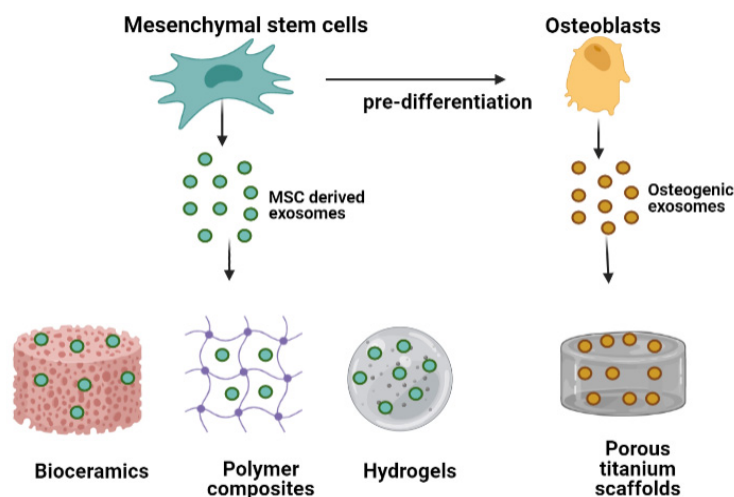 Mesenchymal stem cells
Osteoblasts
pre-differentiation
MSC derived
exosomes
Osteogenic
exosomes
Bioceramics
Polymer
composites
Hydrogels
Porous
titanium
scaffolds